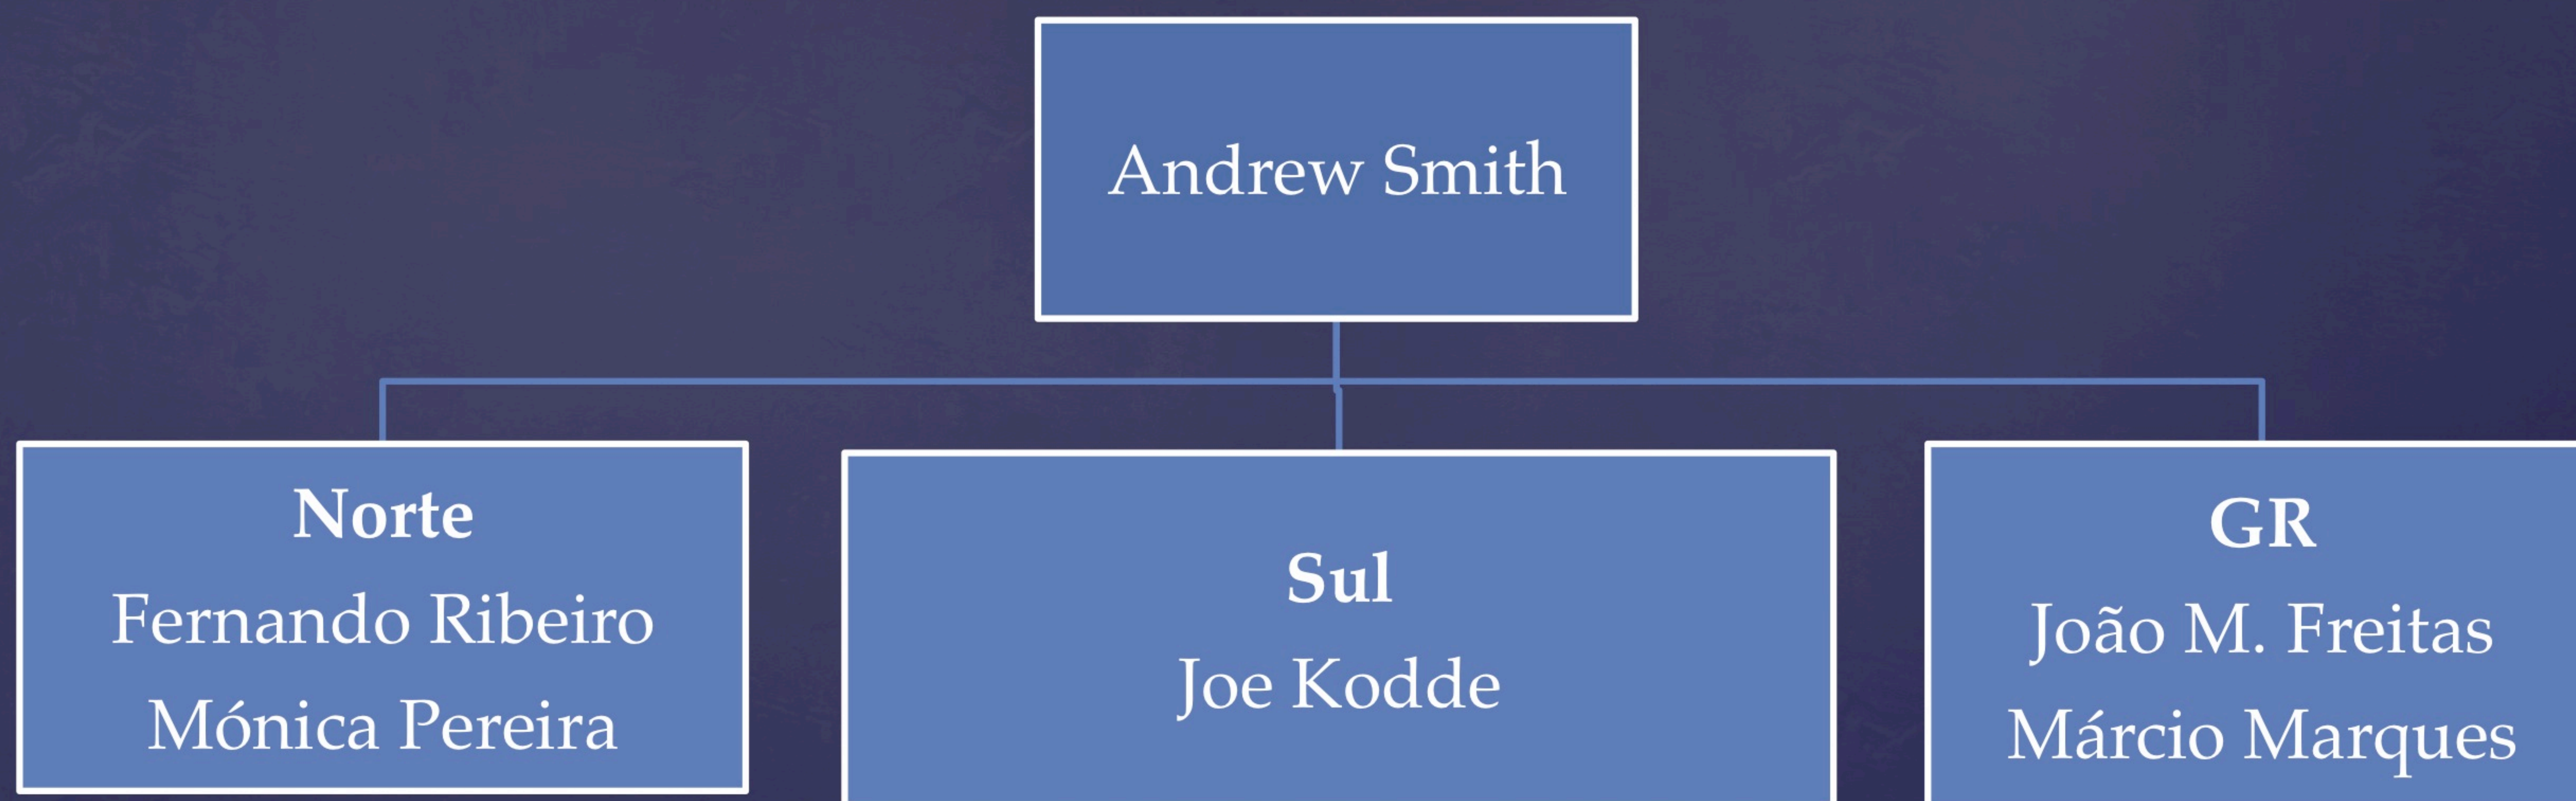 Andrew Smith
Norte
Fernando Ribeiro
Mónica Pereira
Sul
Joe Kodde
GR
João M. Freitas
Márcio Marques